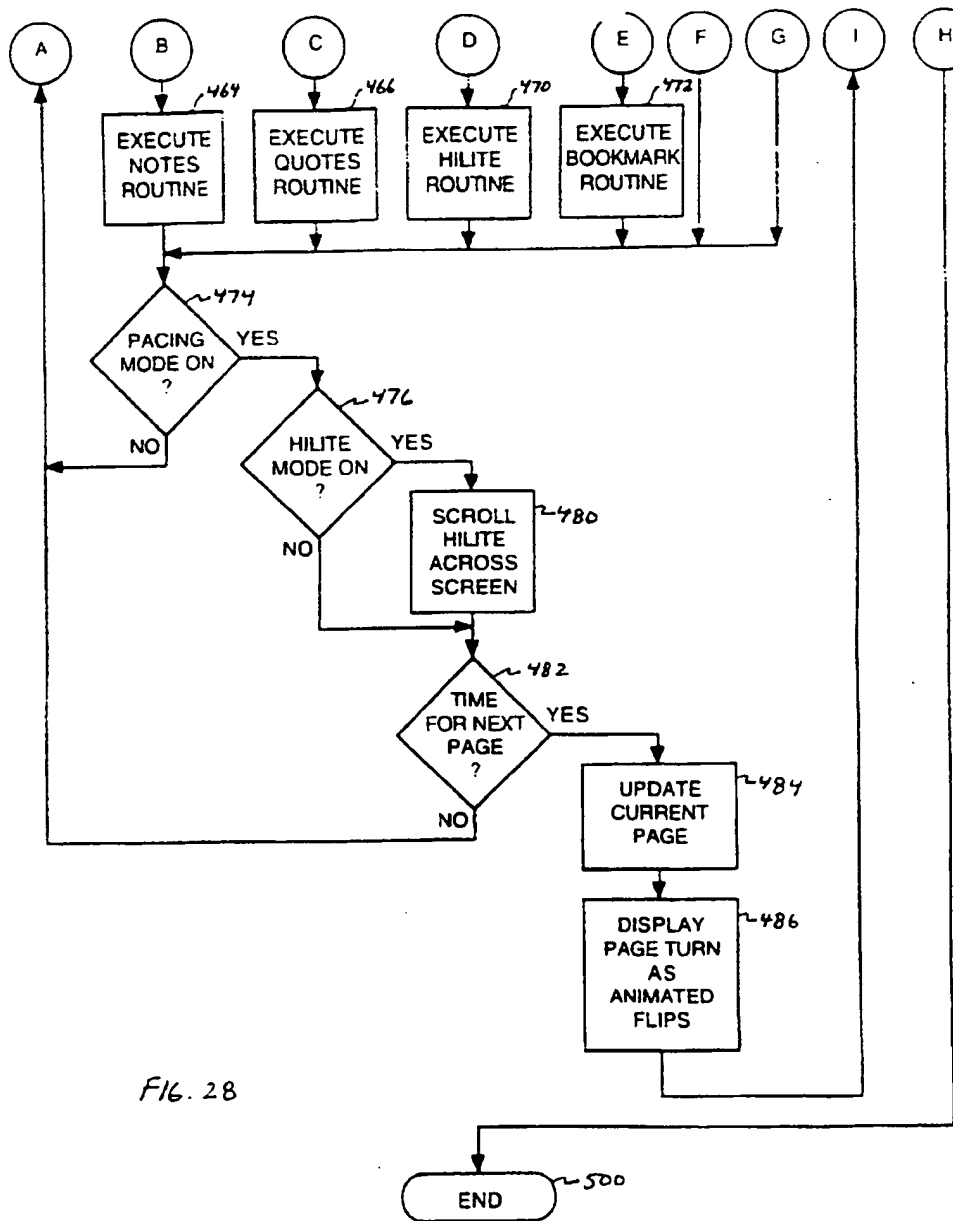 A B C D E F G I H
464 466 470 472
EXECUTE
NOTES
ROUTINE
EXECUTE
QUOTES
ROUTINE
EXECUTE
HILITE
ROUTINE
EXECUTE
BOOKMARK
ROUTINE
474
PACING
MODE ON
?
YES
NO
476
HILITE
MODE ON
?
YES
NO
480
SCROLL
HILITE
ACROSS
SCREEN
482
TIME
FOR NEXT
PAGE
?
YES
NO
484
UPDATE
CURRENT
PAGE
486
DISPLAY
PAGE TURN
AS
ANIMATED
FLIPS
FIG. 28
500
END